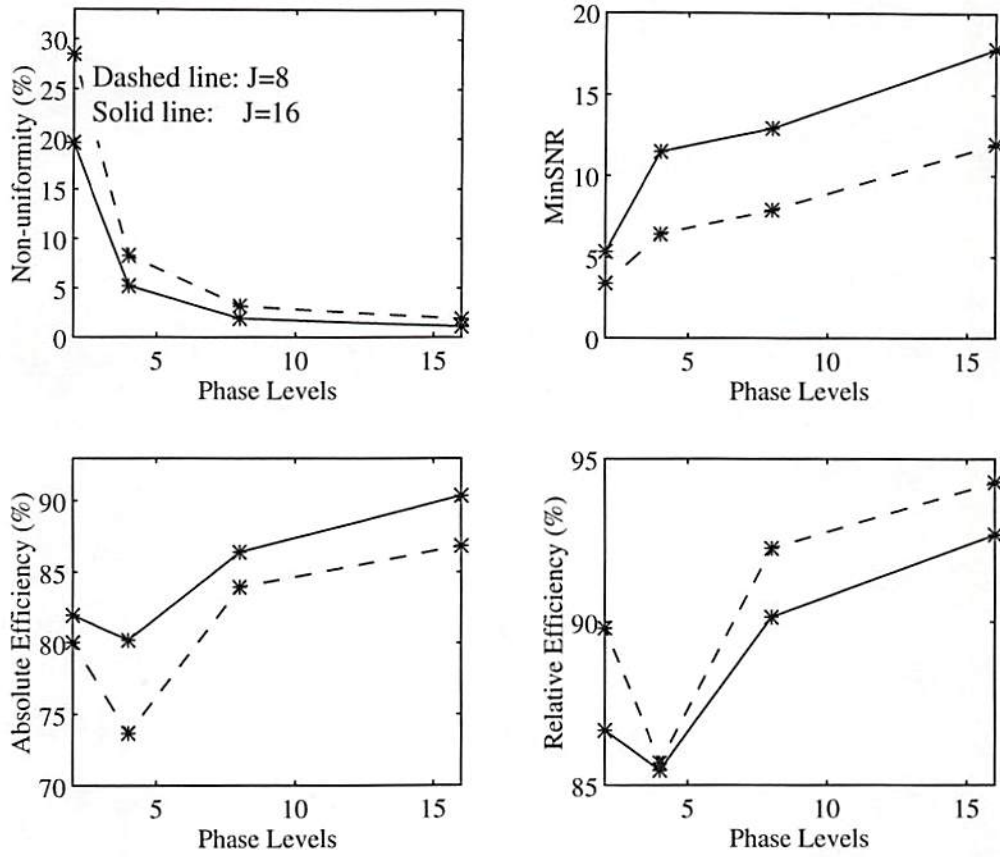 30
25
20
15
10
5
0
Non-uniformity (%)
Dashed line: J=8
Solid line: J=16
5 10 15
Phase Levels
20
15
10
5
0
MinSNR
5 10 15
Phase Levels
90
85
80
75
70
Absolute Efficiency (%)
5 10 15
Phase Levels
95
90
85
Relative Efficiency (%)
5 10 15
Phase Levels